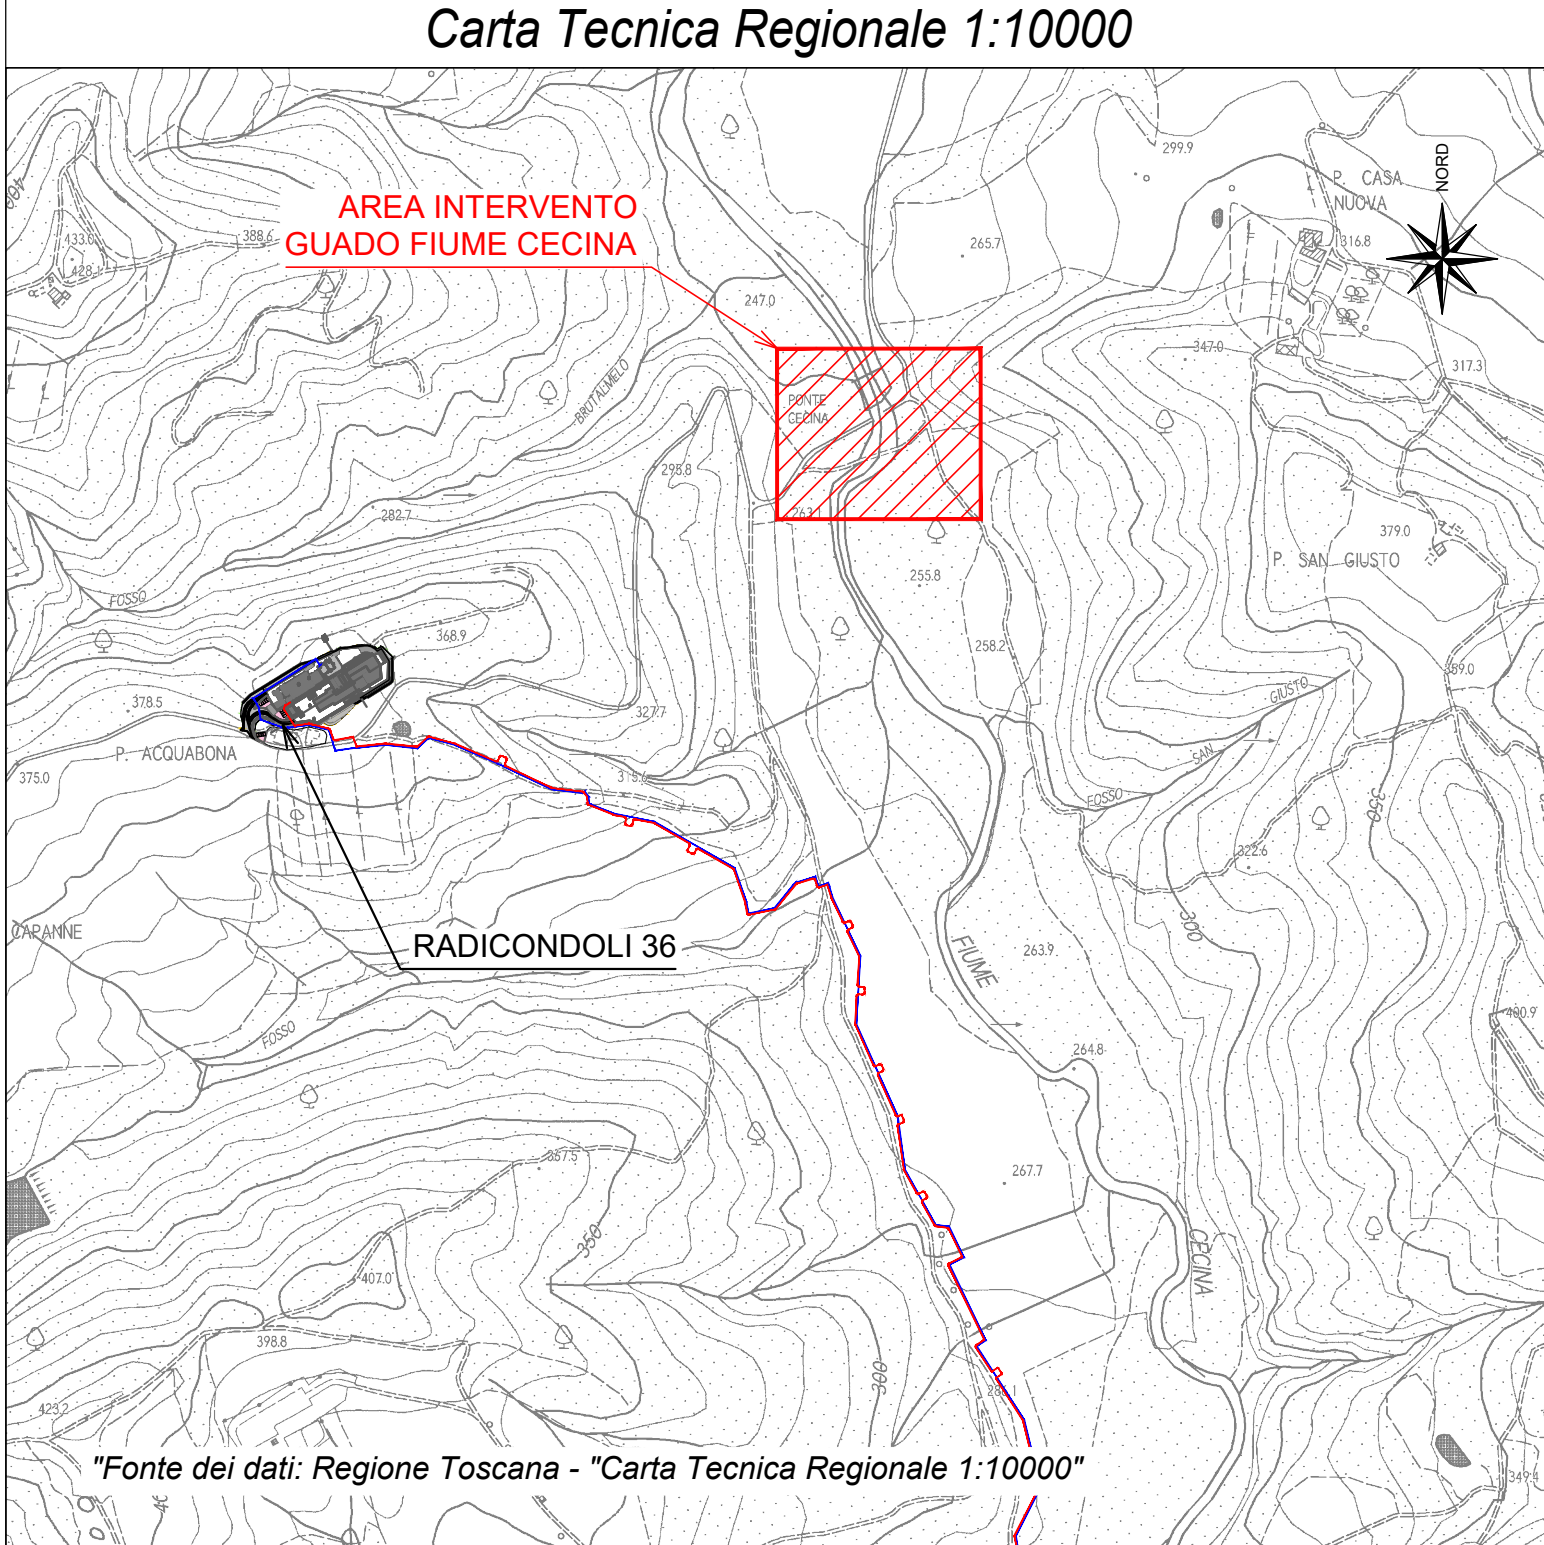 Carta Tecnica Regionale 1:10000
NORD
299.9
P. CASA
NUOVA
AREA INTERVENTO
GUADO FIUME CECINA
433.0
428.1
388.6
265.7
316.8
247.0
347.0
317.3
BRUTALMELO
PONTE
CECINA
295.8
263.1
282.7
379.0
P. SAN GIUSTO
255.8
FOSSO
368.9
258.2
359.0
GIUSTO
378.5
327.7
P. ACQUABONA
SAN
375.0
315.6
FOSSO
350
322.6
CAPANNE
RADICONDOLI 36
300
FIUME
263.9
400.9
FOSSO
264.8
367.5
267.7
350
CECINA
407.0
398.8
300
423.2
"Fonte dei dati: Regione Toscana - "Carta Tecnica Regionale 1:10000"
349.4